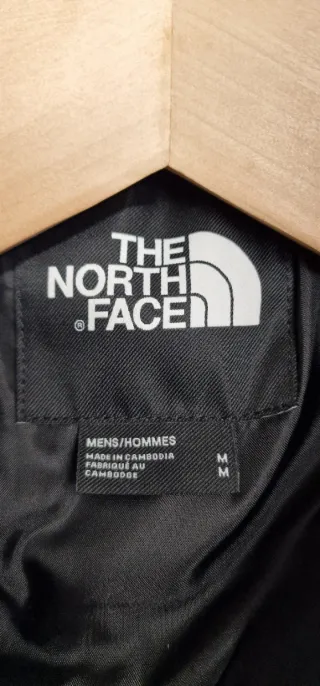 THE
NORTH
®FACE
MENS/HOMMES
MADE IN CAMBODIA M
FABRIQUÉ AU M
CAMBODGE